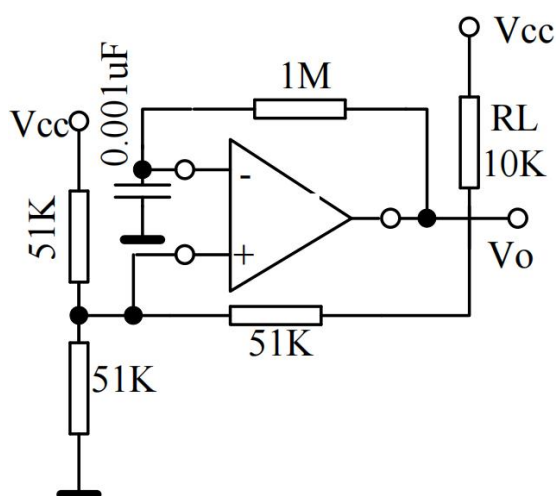 Vcc
1M
0.001uF
RL
10K
Vcc
-
51K
+
Vo
51K
51K